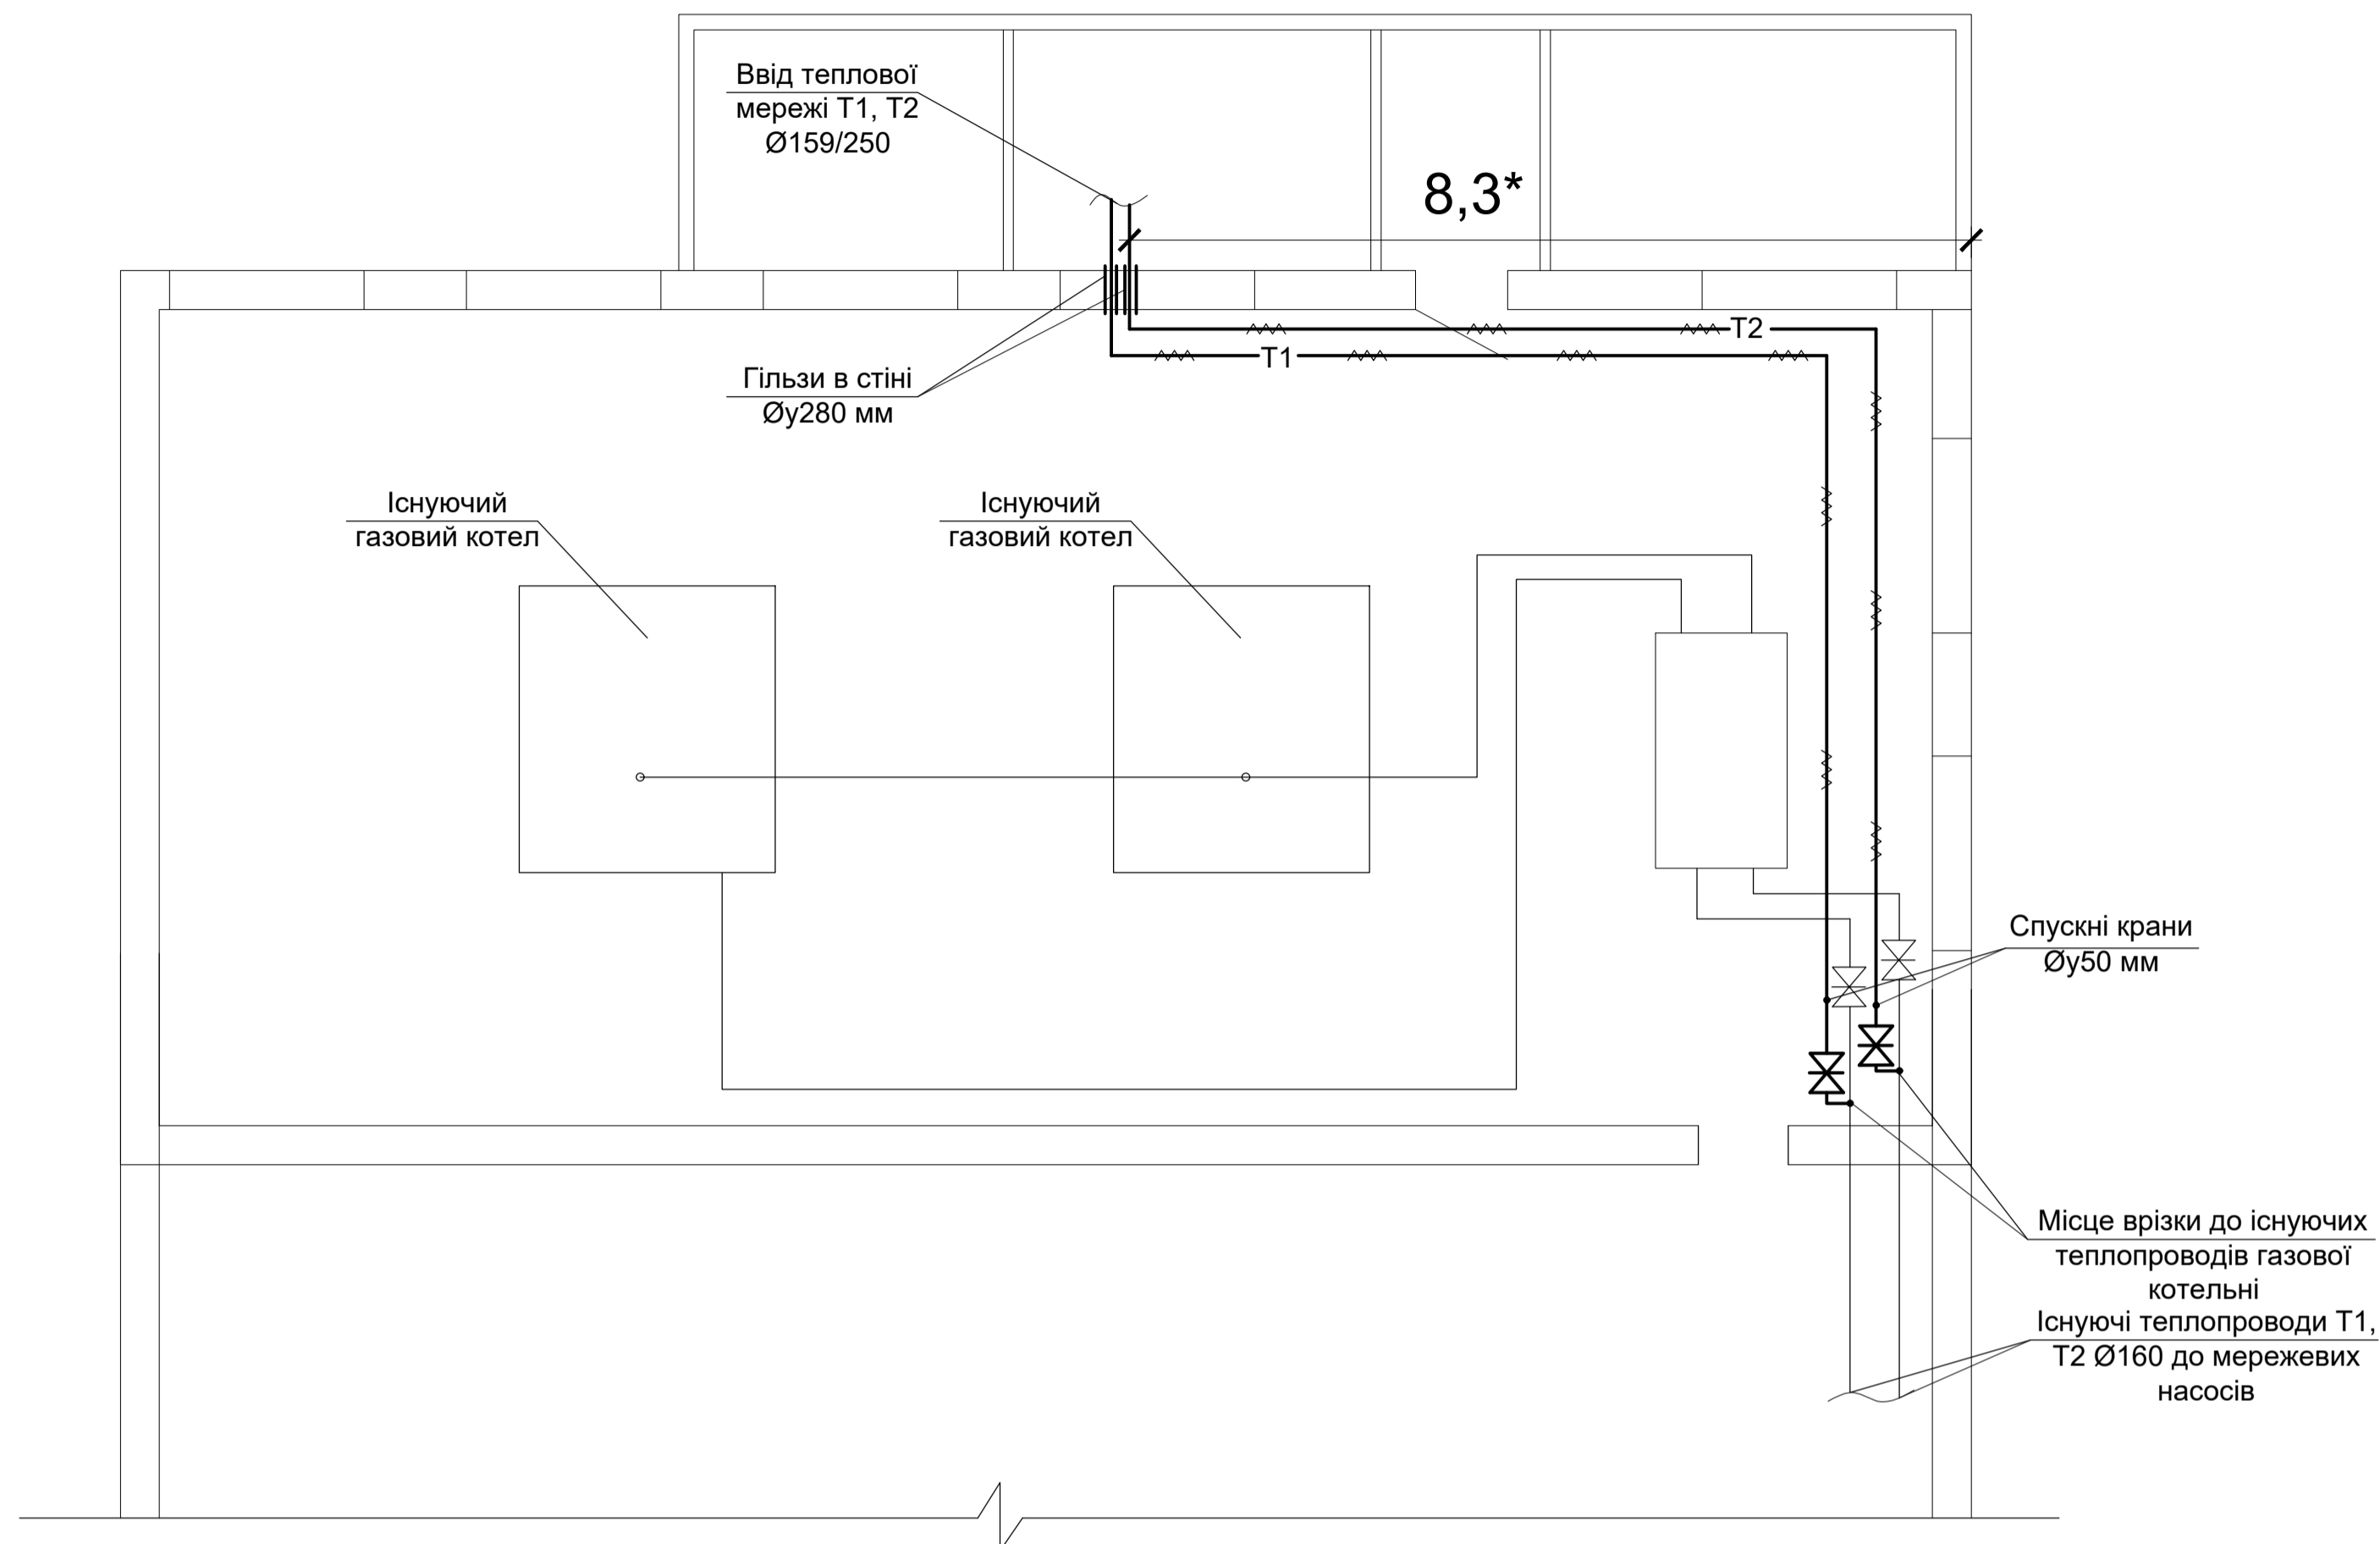 Ввід теплової
мережі Т1, Т2
Ø159/250
8,3*
Т2
Т1
Гільзи в стіні
Øу280 мм
Існуючий
газовий котел
Існуючий
газовий котел
Спускні крани
Øу50 мм
Місце врізки до існуючих
теплопроводів газової
котельні
Існуючі теплопроводи Т1,
Т2 Ø160 до мережевих
насосів